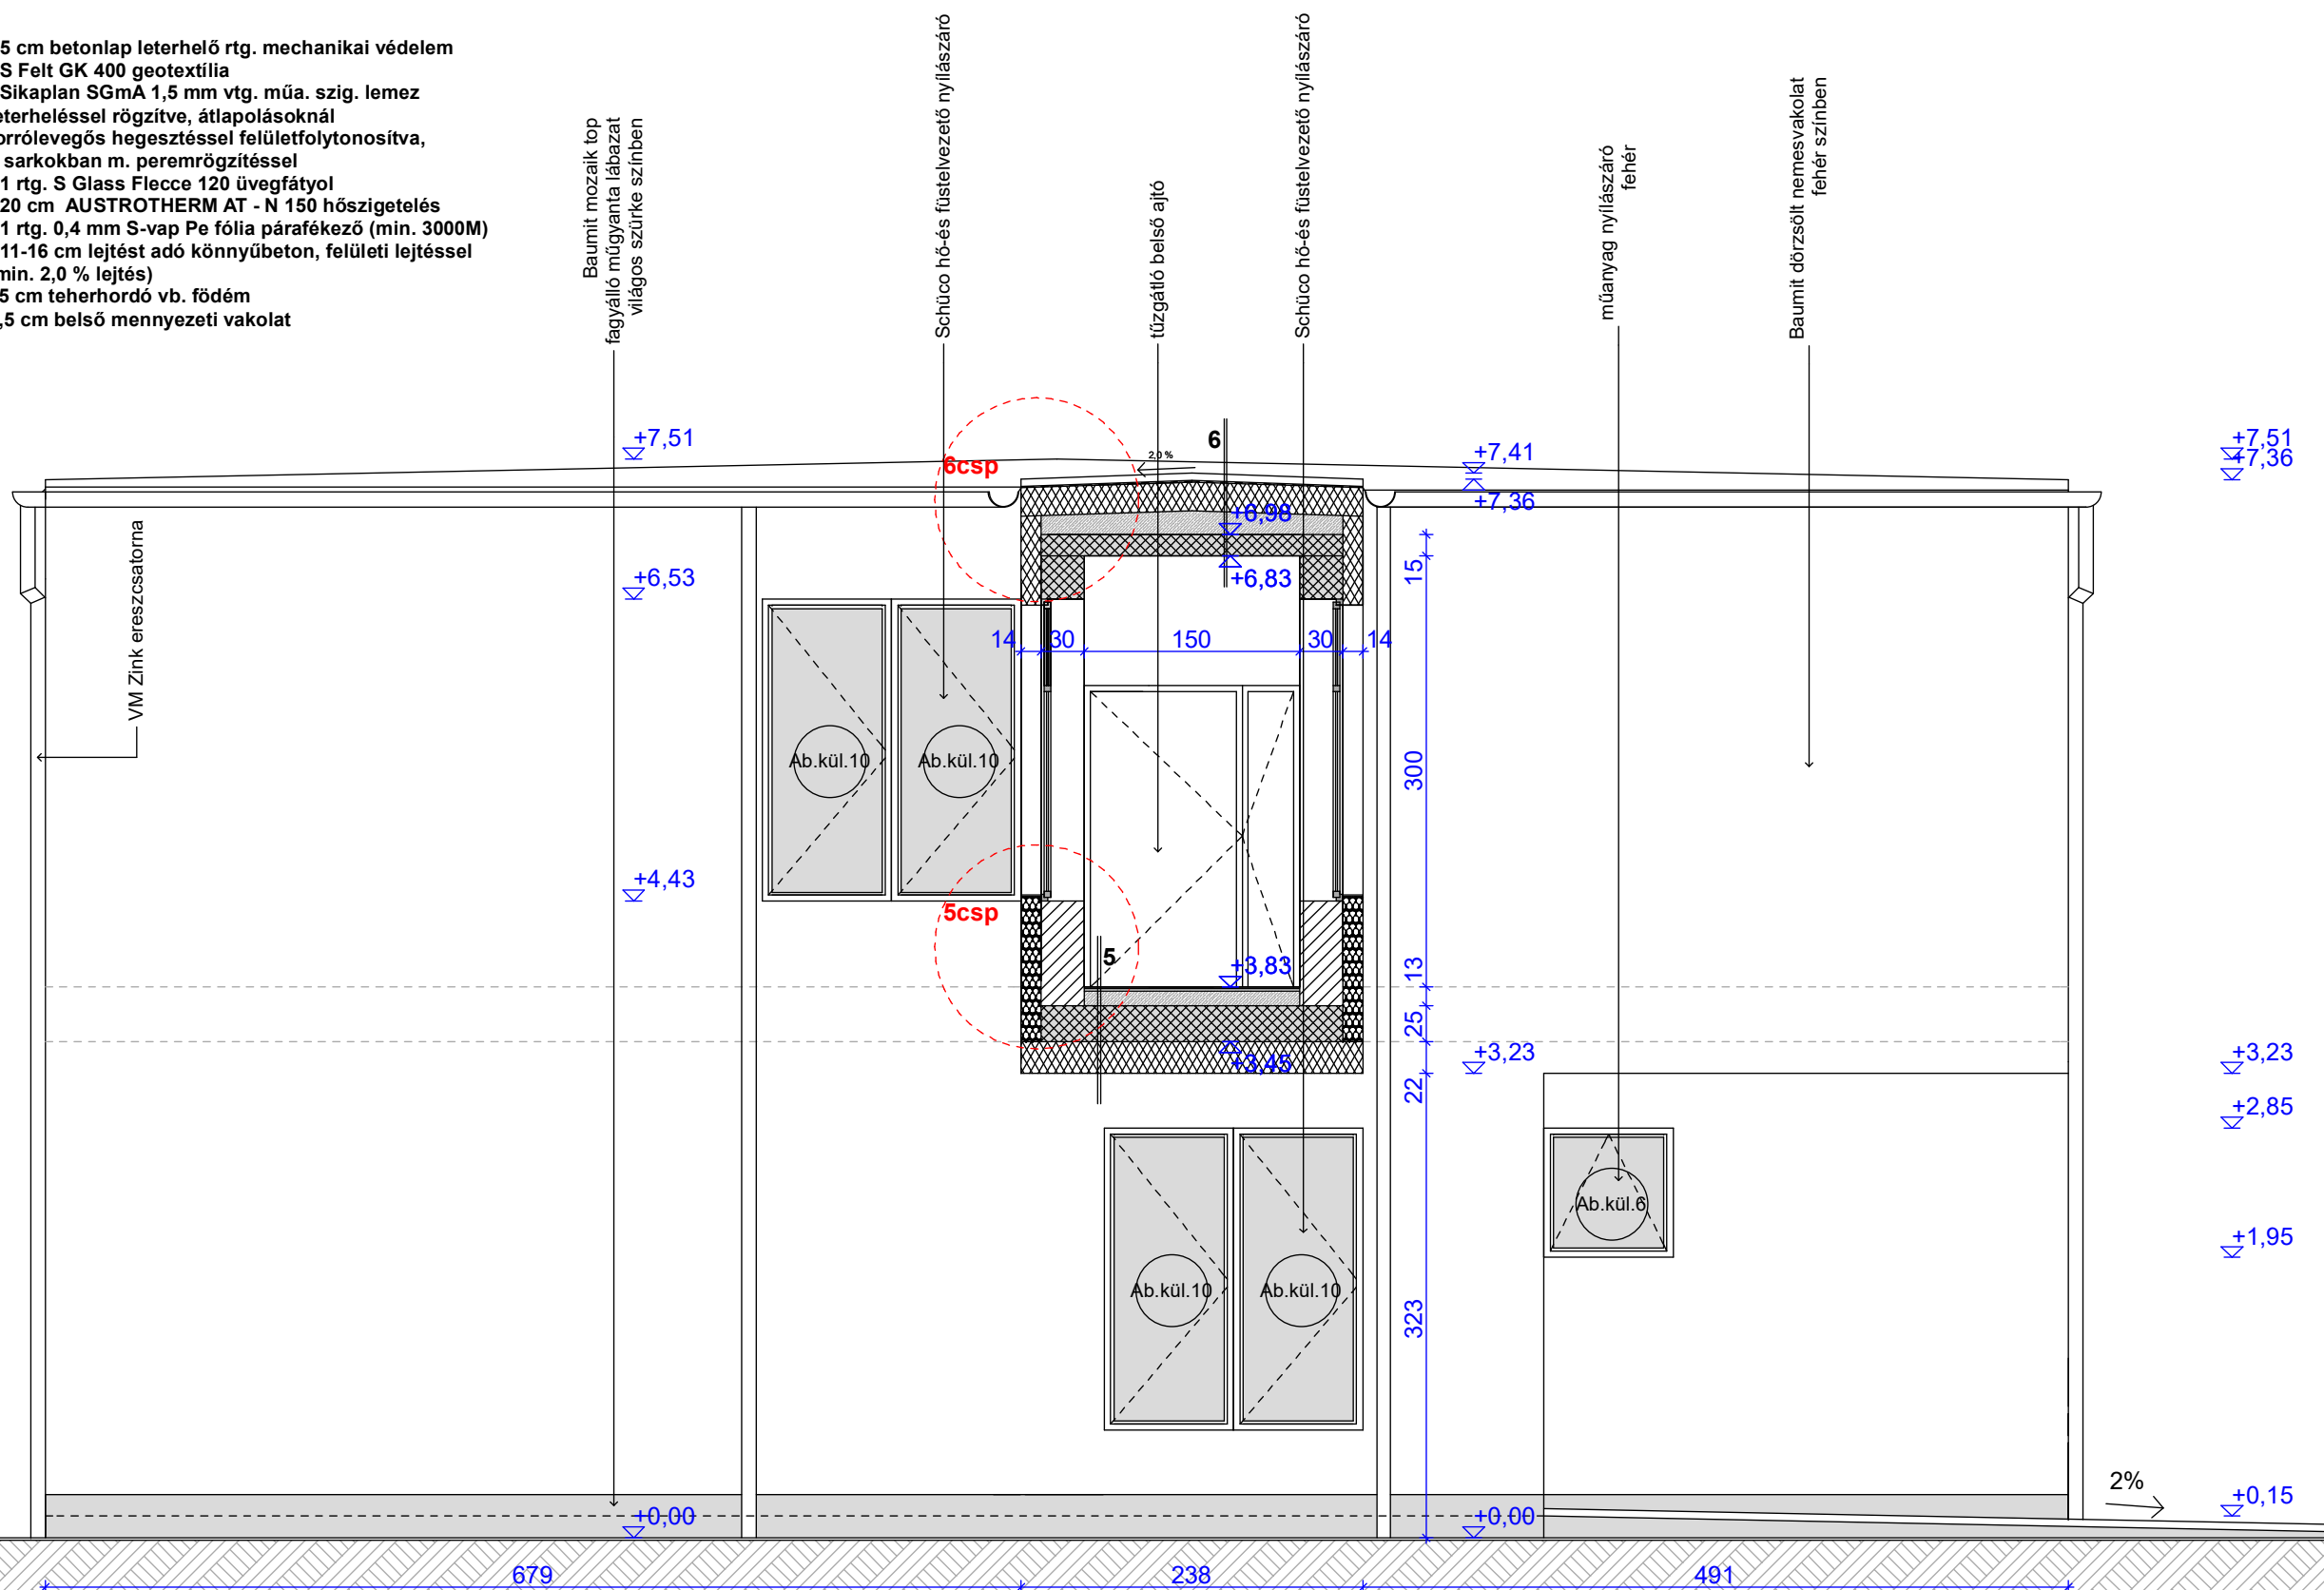 5 cm betonlap leterhelő rtg. mechanikai védelem
S Felt GK 400 geotextília
Sikaplan SGmA 1,5 mm vtg. műa. szig. lemez
eterheléssel rögzítve, átlapolásoknál
orrólevegős hegesztéssel felületfolytonosítva,
sarkokban m. peremrögzítéssel
1 rtg. S Glass Flecce 120 üvegfátyol
20 cm AUSTROTHERM AT - N 150 hőszigetelés
1 rtg. 0,4 mm S-vap Pe fólia párafékező (min. 3000M)
11-16 cm lejtést adó könnyűbeton, felületi lejtéssel
min. 2,0 % lejtés)
5 cm teherhordó vb. födém
,5 cm belső mennyezeti vakolat
Baumit mozaik top
fagyálló műgyanta lábazat
világos szürke színben
Schüco hő-és füstelvezető nyílászáró
tűzgátló belső ajtó
Schüco hő-és füstelvezető nyílászáró
műanyag nyílászáró
fehér
Baumit dörzsölt nemesvakolat
fehér színben
VM Zink ereszcsatorna
+7,51
6csp
2,0 %
6
+7,41
+7,36
+7,51
+7,36
+6,98
+6,83
15
+6,53
14
30
150
30
14
Ab.kül.10
Ab.kül.10
300
+4,43
5csp
5
+3,83
13
25
+3,45
22
+3,23
+3,23
+2,85
Ab.kül.6
+1,95
Ab.kül.10
Ab.kül.10
323
2%
+0,15
+0,00
+0,00
679
238
491